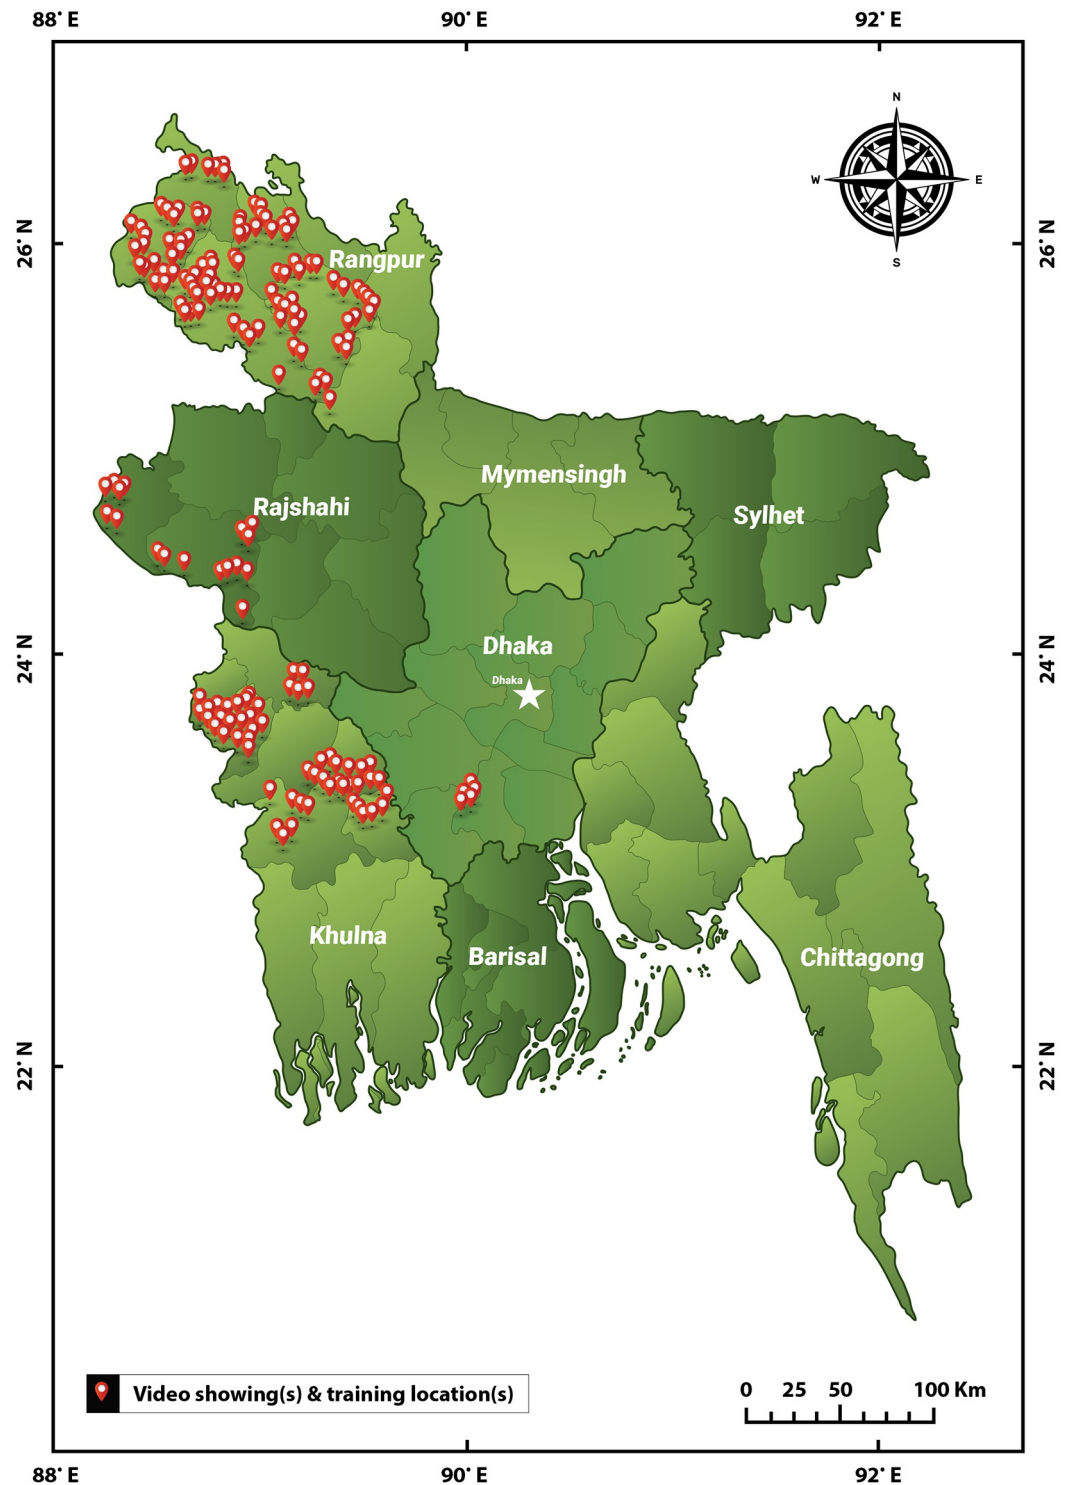 88° E 90° E 92° E
N
W E
S
26° N 26° N
Rangpur
Mymensingh
Rajshahi
Sylhet
Dhaka
24° N 24° N
Dhaka
Khulna
Barisal
Chittagong
22° N 22° N
Video showing(s) & training location(s)
0 25 50 100 Km
88° E 90° E 92° E